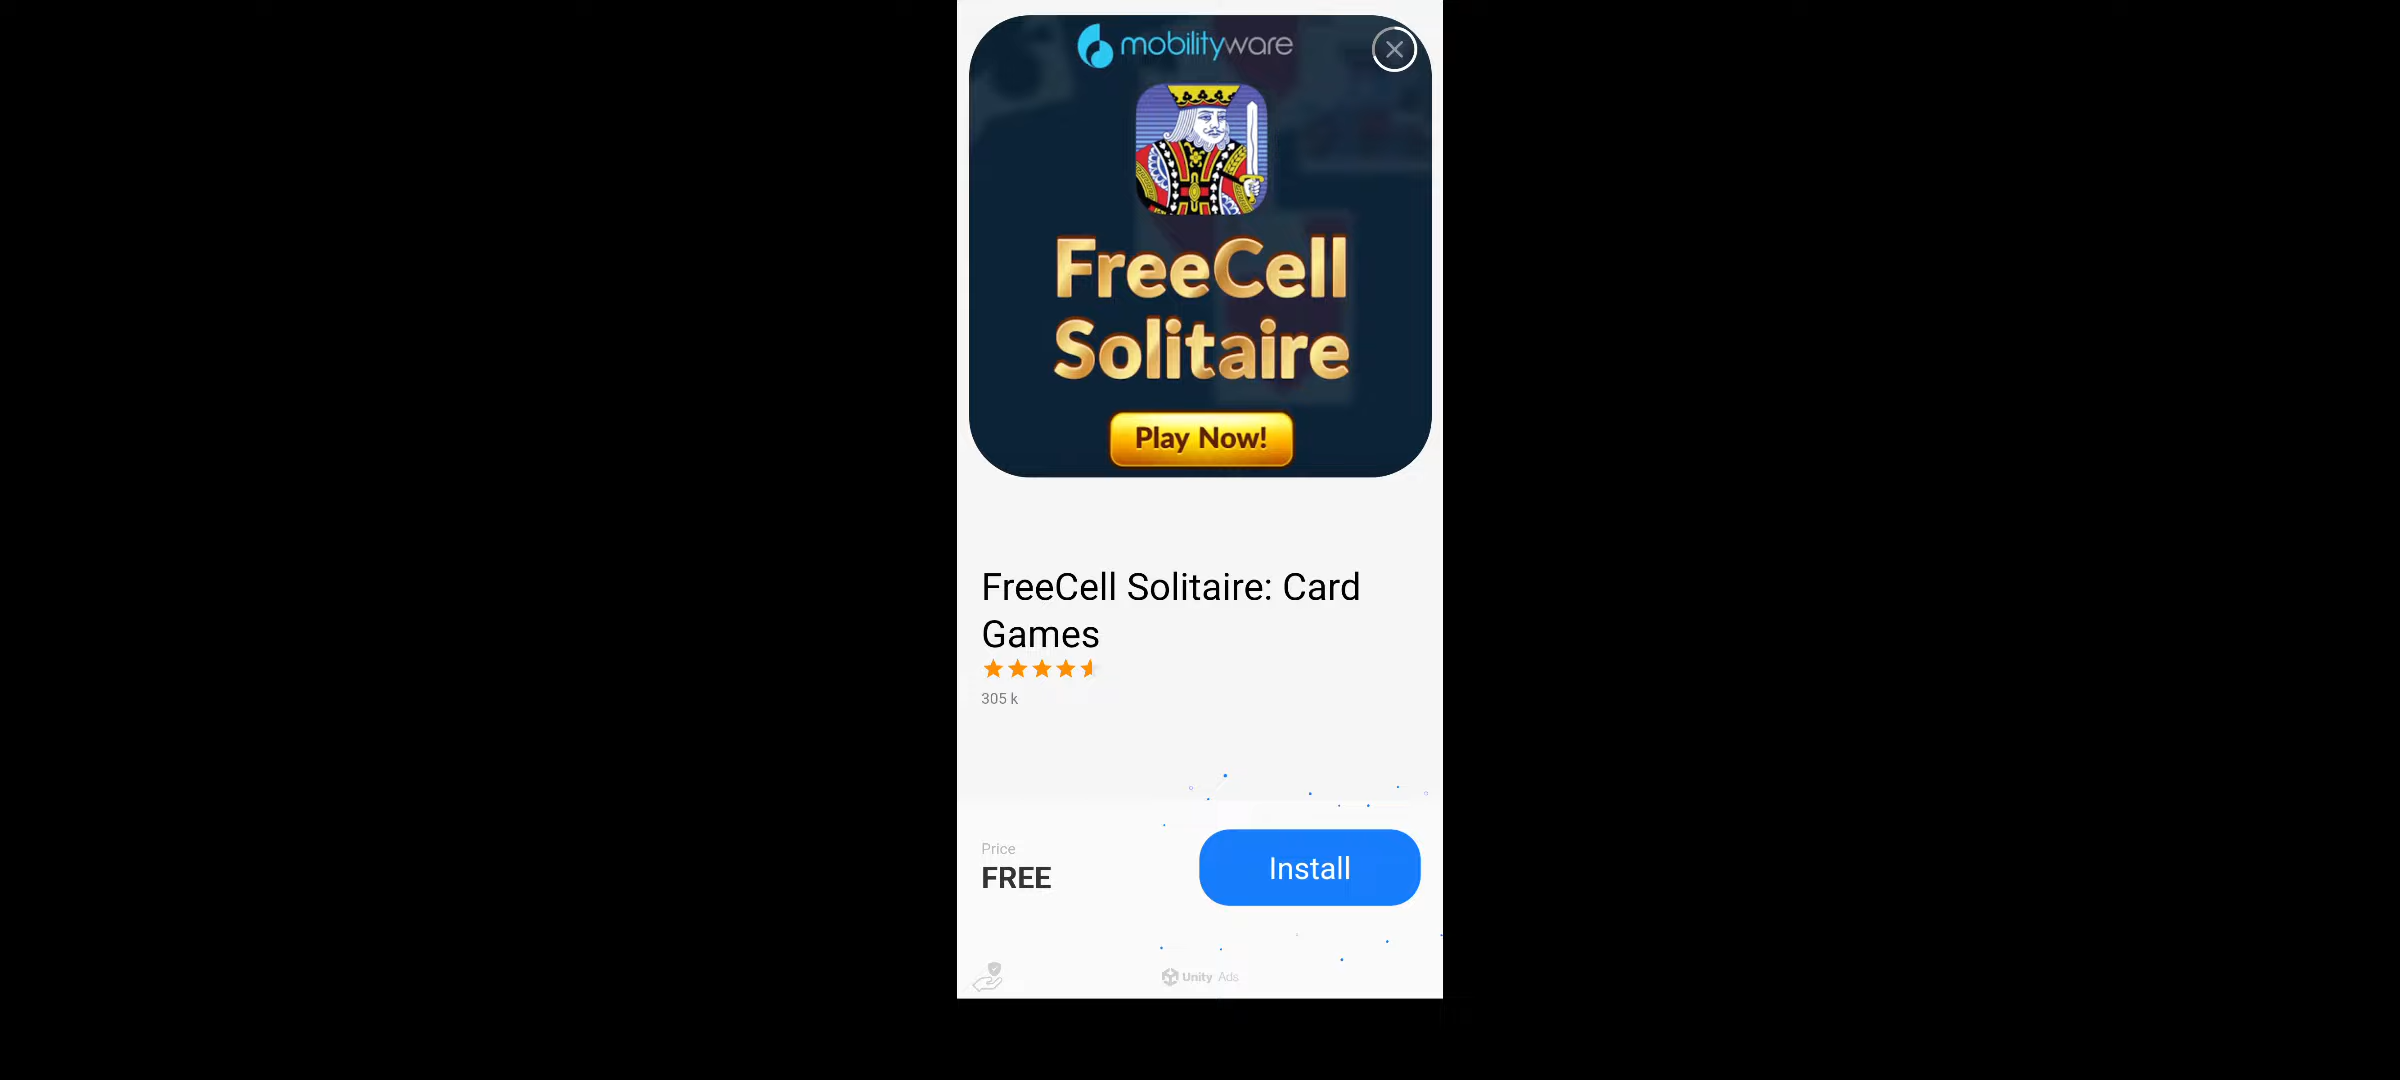 mobilityware
FreeCell
Solitaire
Play Now!
FreeCell Solitaire: Card
Games
305 k
Price
FREE
Install
Unity Ads